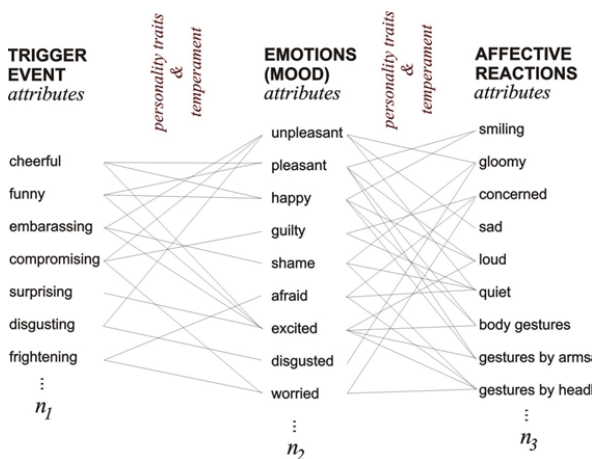 TRIGGER
EVENT
attributes
cheerful
funny
embarassing
compromising
surprising
disgusting
frightening
...
n1
personality traits
&
temperament
EMOTIONS
(MOOD)
attributes
unpleasant
pleasant
happy
guilty
shame
afraid
excited
disgusted
worried
...
n2
personality traits
&
temperament
AFFECTIVE
REACTIONS
attributes
smiling
gloomy
concerned
sad
loud
quiet
body gestures
gestures by arms
gestures by head
...
n3